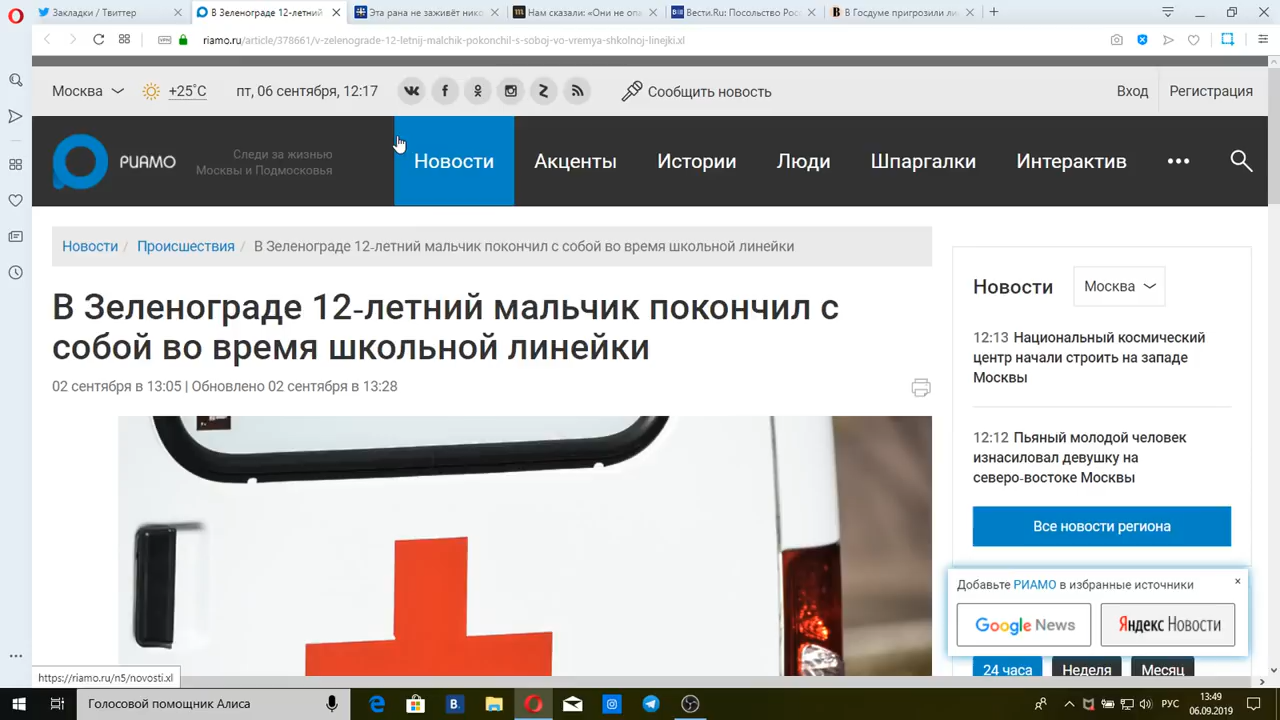 Закладки / Твиттер
В Зеленограде 12-летний
Эта рана не заживёт нико
Нам сказали: «Они не опа
Вести.Ru: Посольство Рос
В Госдуме пригрозили ли
VPN
riamo.ru/article/378661/v-zelenograde-12-letnij-malchik-pokonchil-s-soboj-vo-vremya-shkolnoj-linejki.xl
Москва
+25°C
пт, 06 сентября, 12:17
Сообщить новость
Вход
Регистрация
РИАМО
Следи за жизнью
Москвы и Подмосковья
Новости
Акценты
Истории
Люди
Шпаргалки
Интерактив
Новости / Происшествия / В Зеленограде 12-летний мальчик покончил с собой во время школьной линейки
В Зеленограде 12-летний мальчик покончил с
собой во время школьной линейки
02 сентября в 13:05 | Обновлено 02 сентября в 13:28
Новости
Москва
12:13 Национальный космический
центр начали строить на западе
Москвы
12:12 Пьяный молодой человек
изнасиловал девушку на
северо-востоке Москвы
Все новости региона
Добавьте РИАМО в избранные источники
×
Google News
Яндекс Новости
24 часа
Неделя
Месяц
https://riamo.ru/n5/novosti.xl
Голосовой помощник Алиса
РУС
13:49
06.09.2019